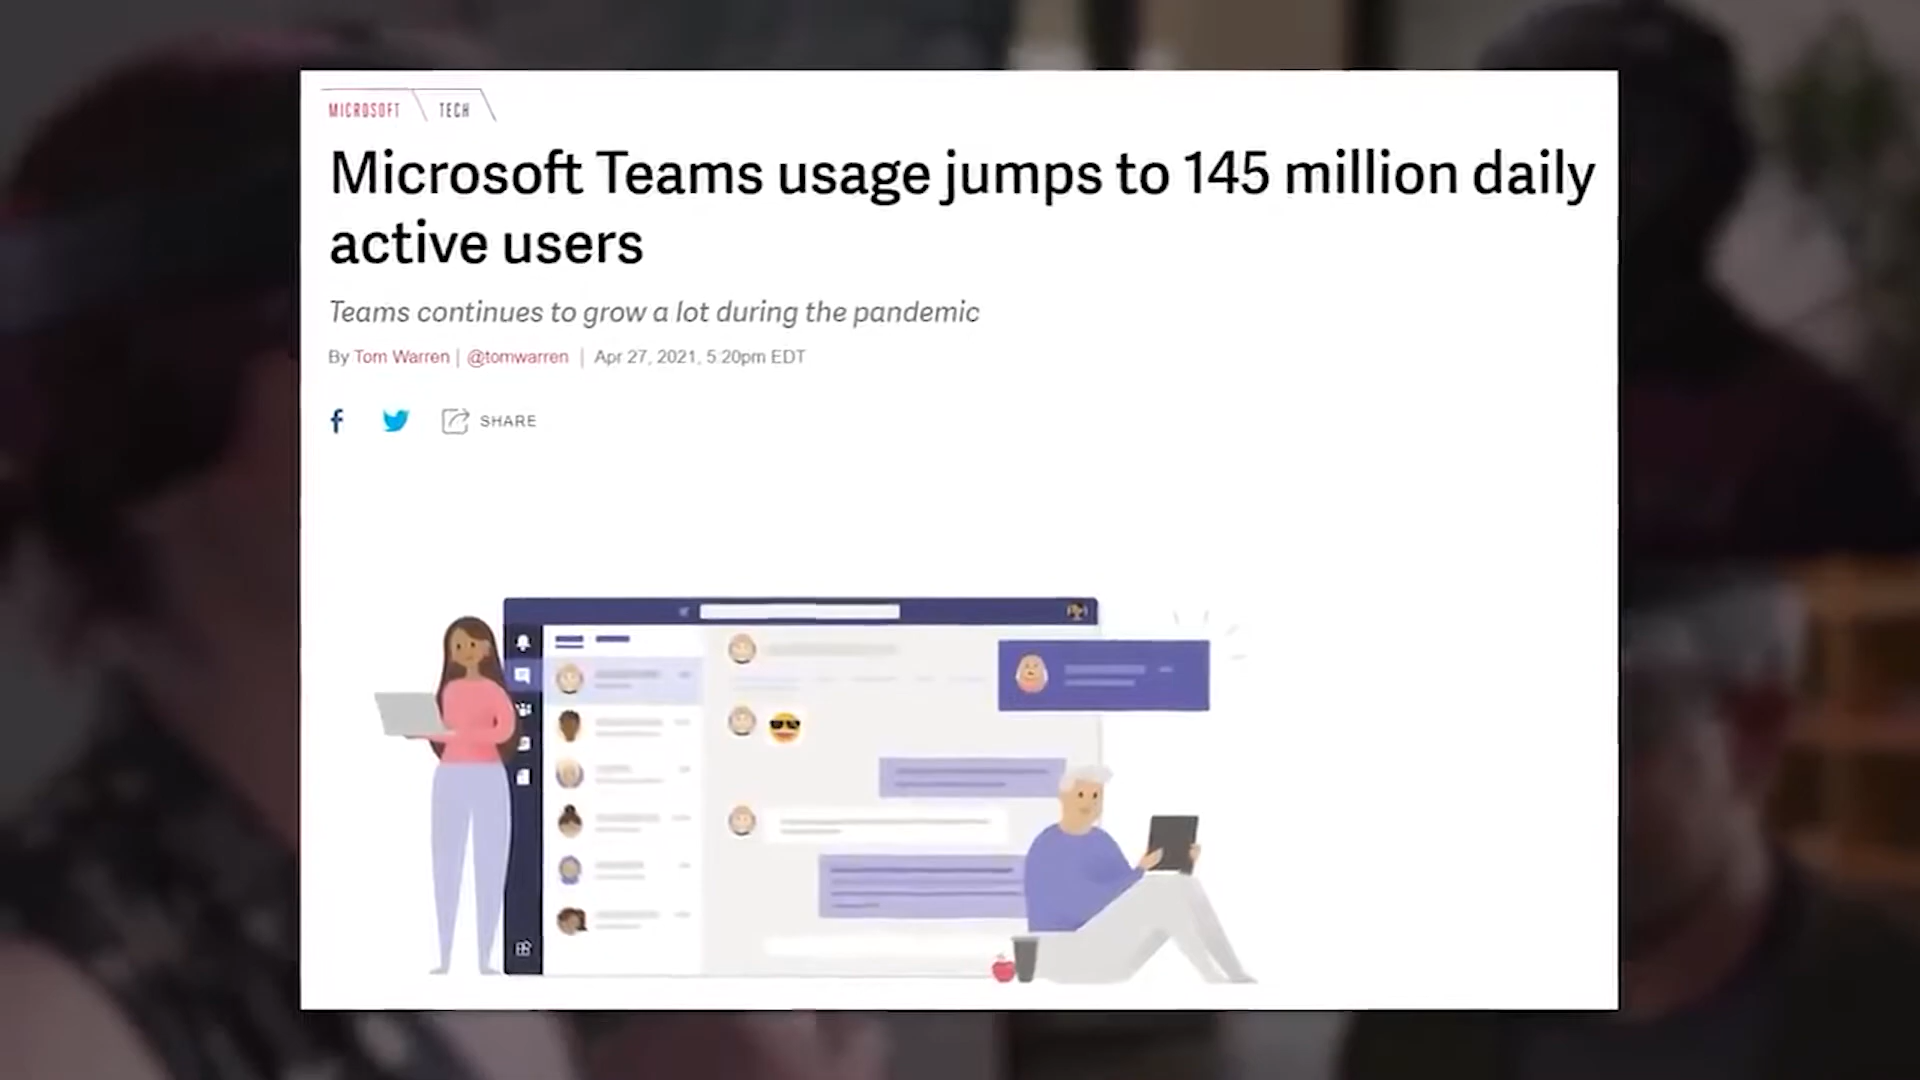 MICROSOFT TECH
Microsoft Teams usage jumps to 145 million daily
active users
Teams continues to grow a lot during the pandemic
By Tom Warren | @tomwarren | Apr 27, 2021, 5:20pm EDT
SHARE